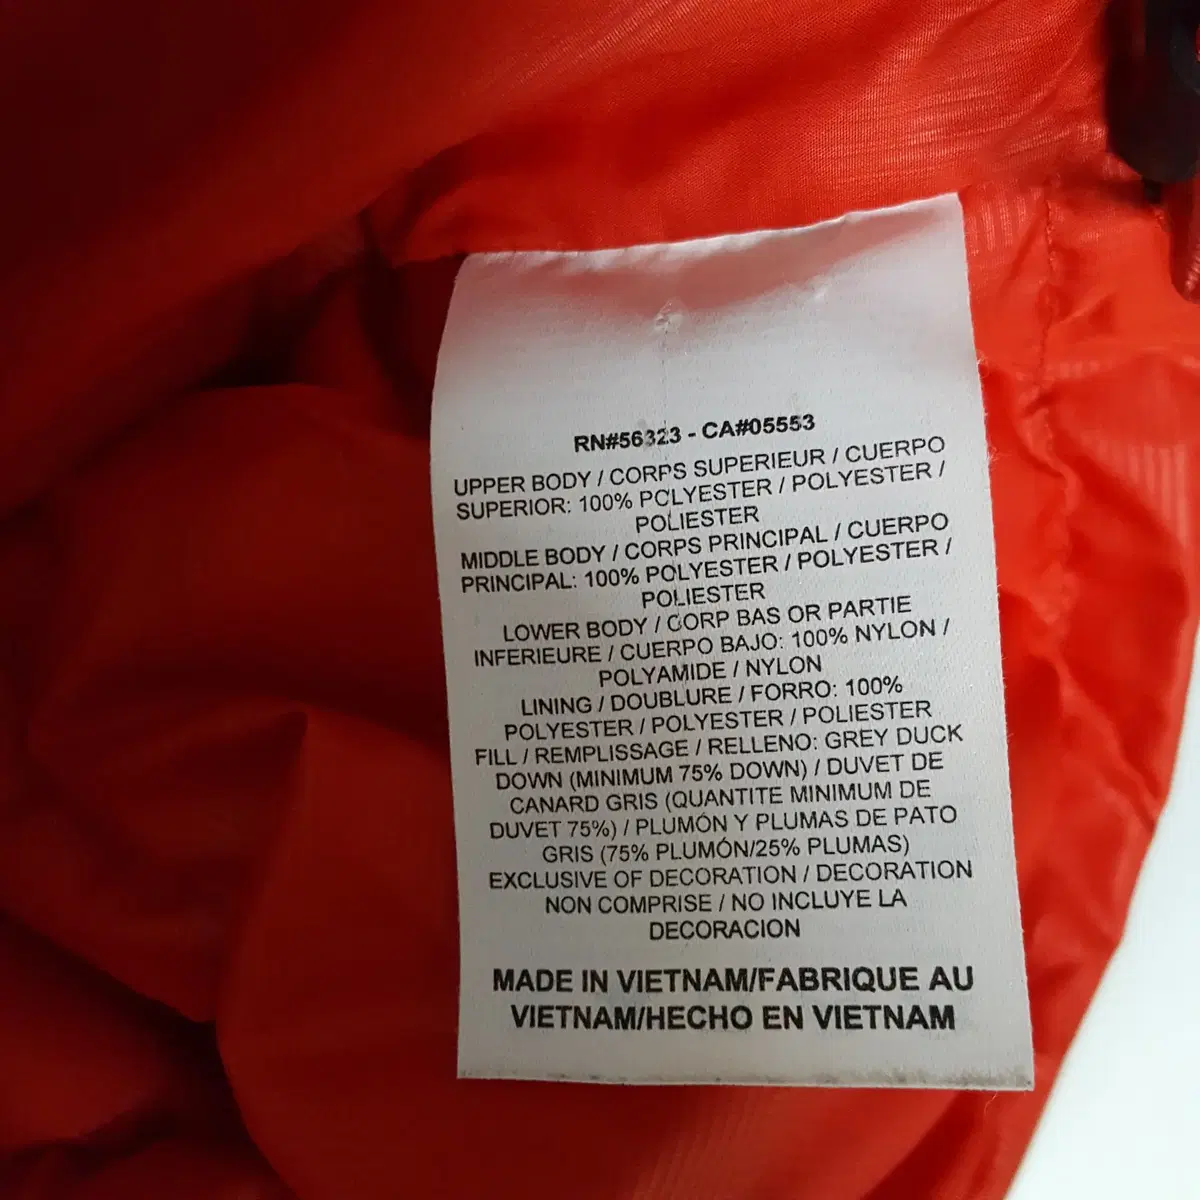 RN#56323 - CA#05553
UPPER BODY / CORPS SUPERIEUR / CUERPO
SUPERIOR: 100% POLYESTER / POLYESTER /
POLIESTER
MIDDLE BODY / CORPS PRINCIPAL / CUERPO
PRINCIPAL: 100% POLYESTER / POLYESTER /
POLIESTER
LOWER BODY / CORP BAS OR PARTIE
INFERIEURE / CUERPO BAJO: 100% NYLON /
POLYAMIDE / NYLON
LINING / DOUBLURE / FORRO: 100%
POLYESTER / POLYESTER / POLIESTER
FILL / REMPLISSAGE / RELLENO: GREY DUCK
DOWN (MINIMUM 75% DOWN) / DUVET DE
CANARD GRIS (QUANTITE MINIMUM DE
DUVET 75%) / PLUMÓN Y PLUMAS DE PATO
GRIS (75% PLUMÓN/25% PLUMAS)
EXCLUSIVE OF DECORATION / DECORATION
NON COMPRISE / NO INCLUYE LA
DECORACION
MADE IN VIETNAM/FABRIQUE AU
VIETNAM/HECHO EN VIETNAM